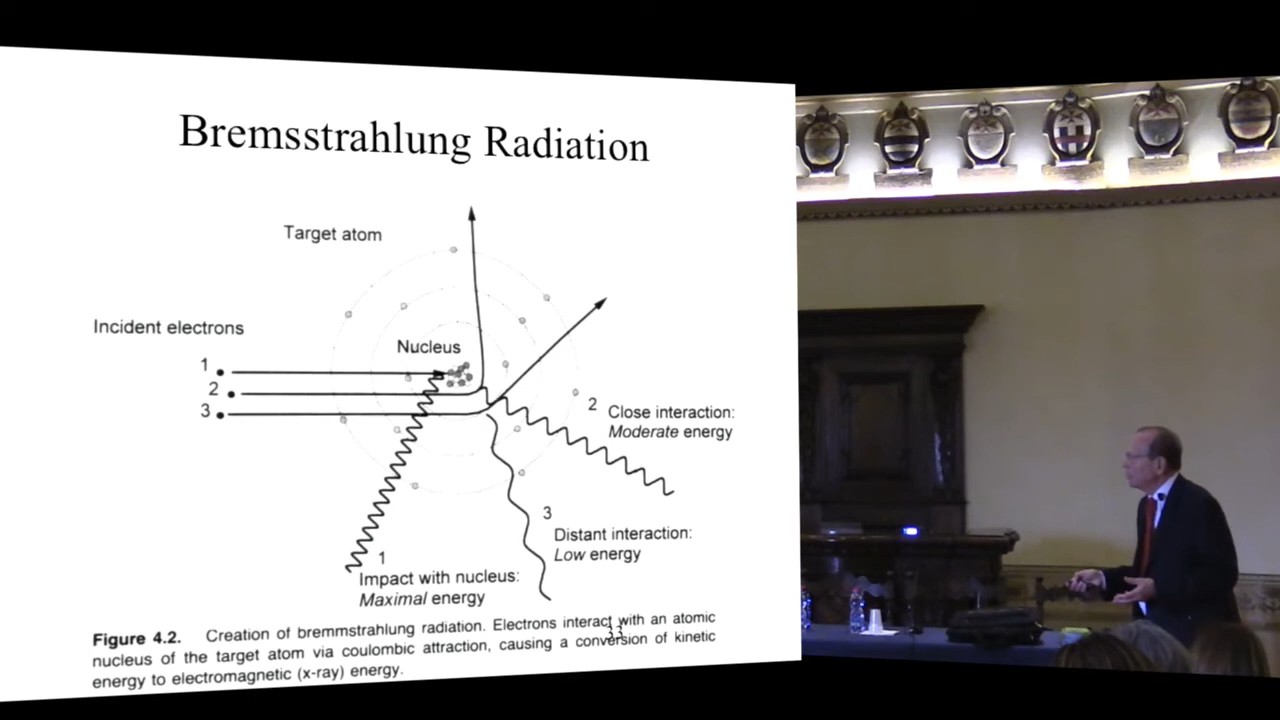 Bremsstrahlung Radiation
Target atom
Incident electrons
Nucleus
1
2
3
2
Close interaction:
Moderate energy
3
Distant interaction:
Low energy
1
Impact with nucleus:
Maximal energy
Figure 4.2. Creation of bremmstrahlung radiation. Electrons interact with an atomic
nucleus of the target atom via coulombic attraction, causing a conversion of kinetic
energy to electromagnetic (x-ray) energy.
33